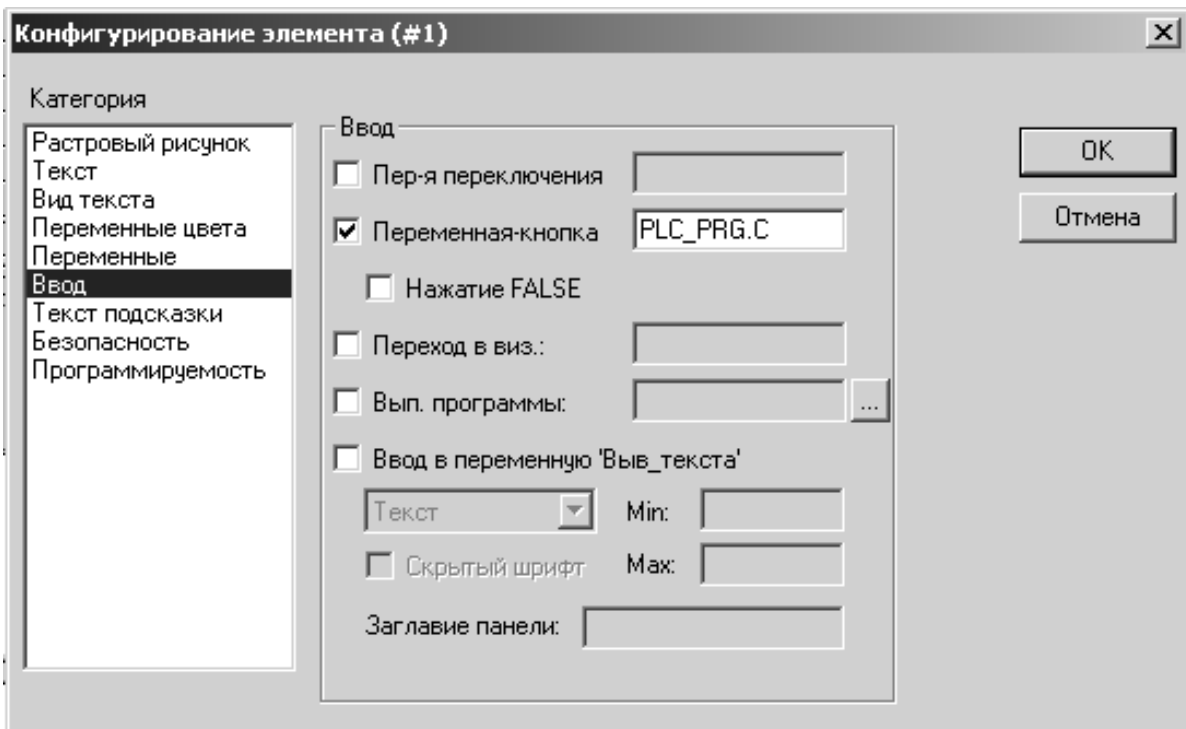 Конфигурирование элемента (#1)
Категория
Растровый рисунок
Текст
Вид текста
Переменные цвета
Переменные
Ввод
Текст подсказки
Безопасность
Программируемость
Ввод
Пер-я переключения
Переменная-кнопка PLC_PRG.C
Нажатие FALSE
Переход в виз.:
Вып. программы: ...
Ввод в переменную 'Выв_текста'
Текст Min:
Скрытый шрифт Max:
Заглавие панели:
OK
Отмена